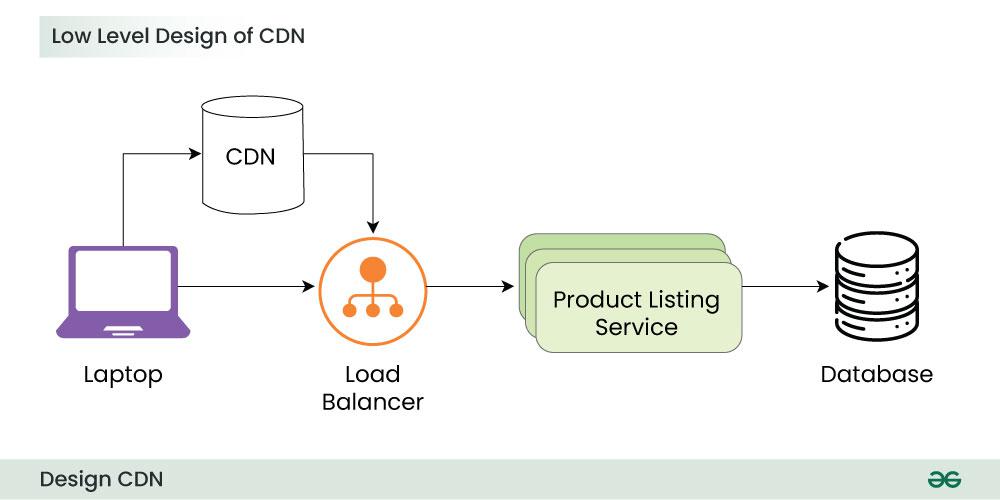 Low Level Design of CDN
CDN
Product Listing
Service
Laptop
Load
Balancer
Database
Design CDN